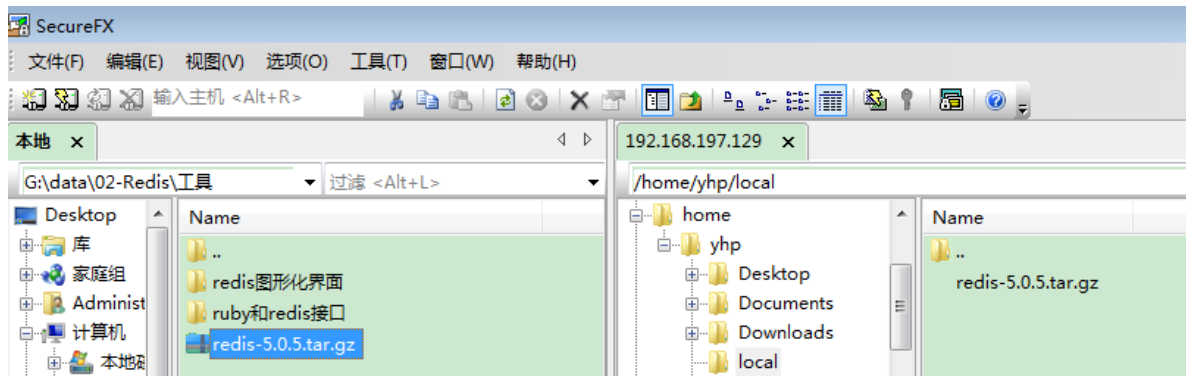 SecureFX
文件(F) 编辑(E) 视图(V) 选项(O) 工具(T) 窗口(W) 帮助(H)
输入主机 <Alt+R>
本地
192.168.197.129
G:\data\02-Redis\工具
过滤 <Alt+L>
/home/yhp/local
Desktop
库
家庭组
Administ
计算机
本地磁
Name
..
redis图形化界面
ruby和redis接口
redis-5.0.5.tar.gz
home
yhp
Desktop
Documents
Downloads
local
Name
..
redis-5.0.5.tar.gz